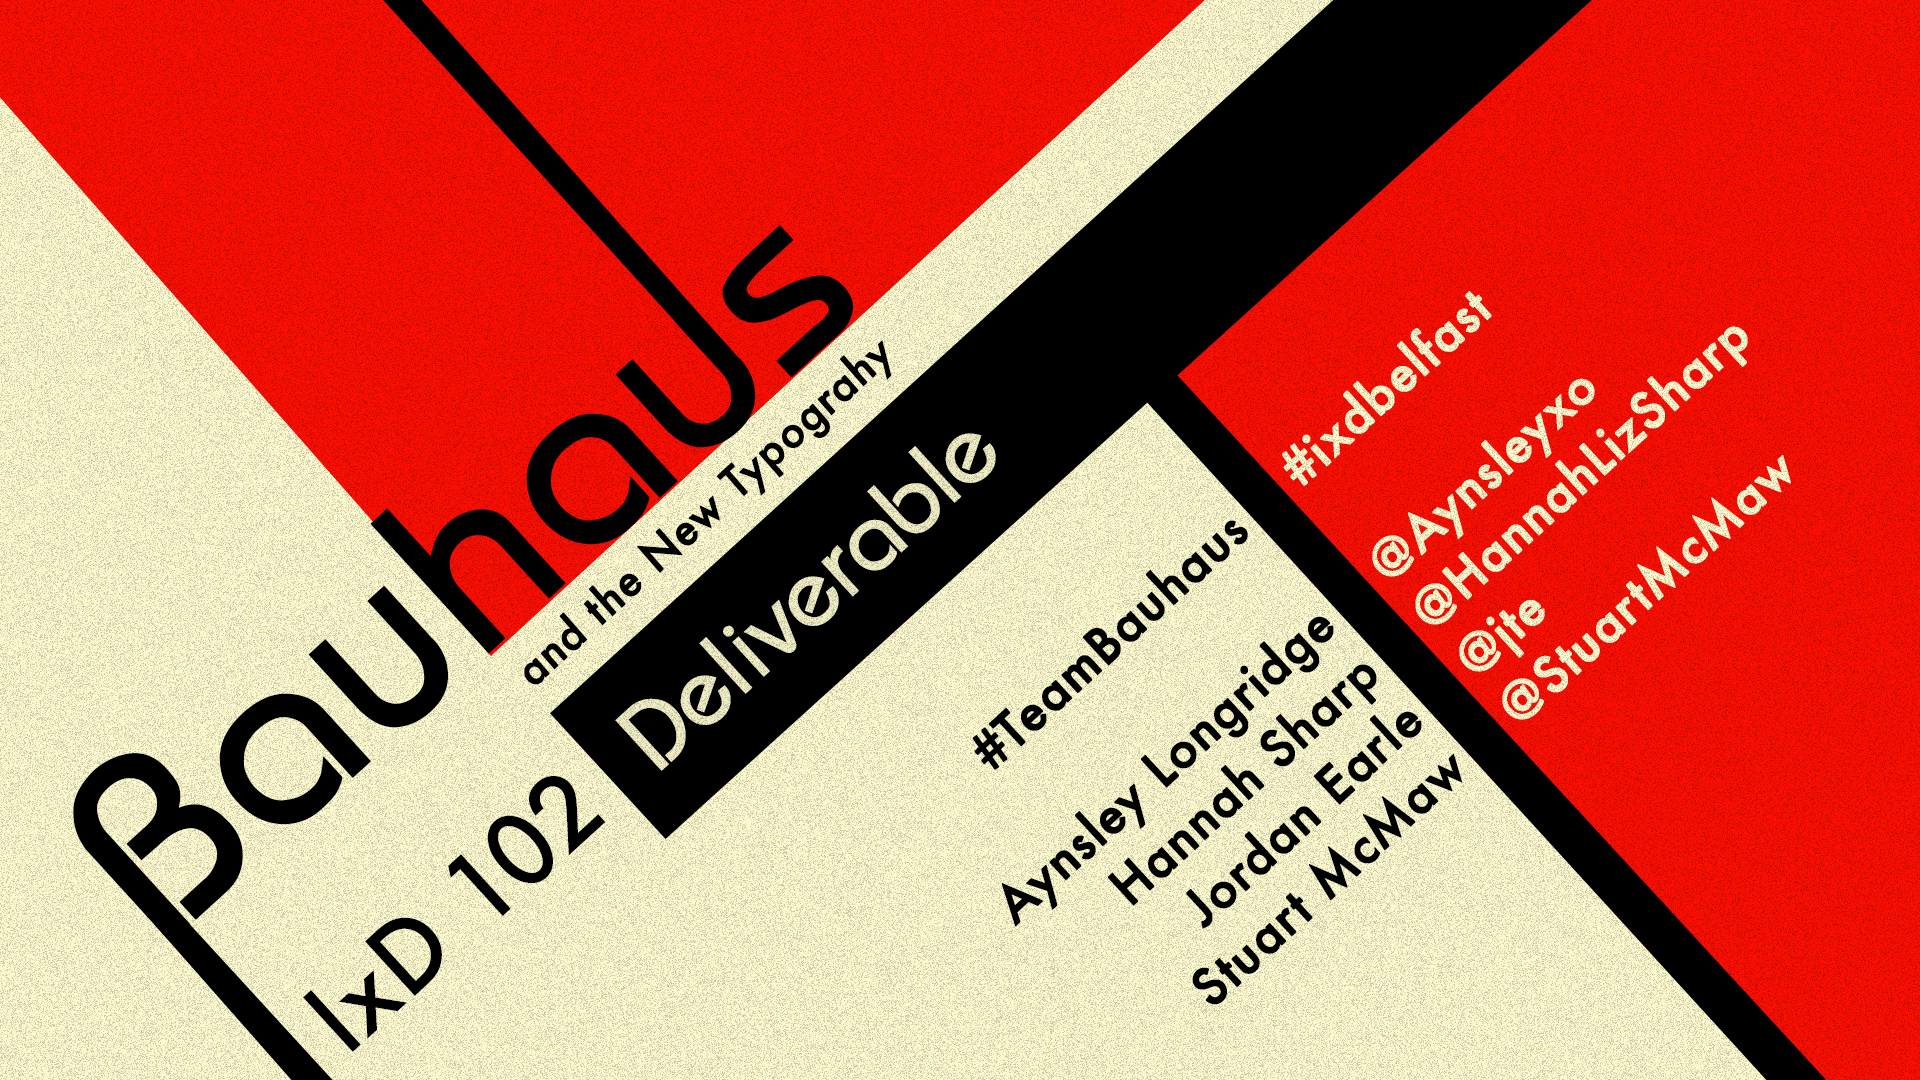 Bauhaus
and the New Typograhy
IxD 102
Deliverable
#TeamBauhaus
Aynsley Longridge
Hannah Sharp
Jordan Earle
Stuart McMaw
#ixdbelfast
@Aynsleyxo
@HannahLizSharp
@jte
@StuartMcMaw